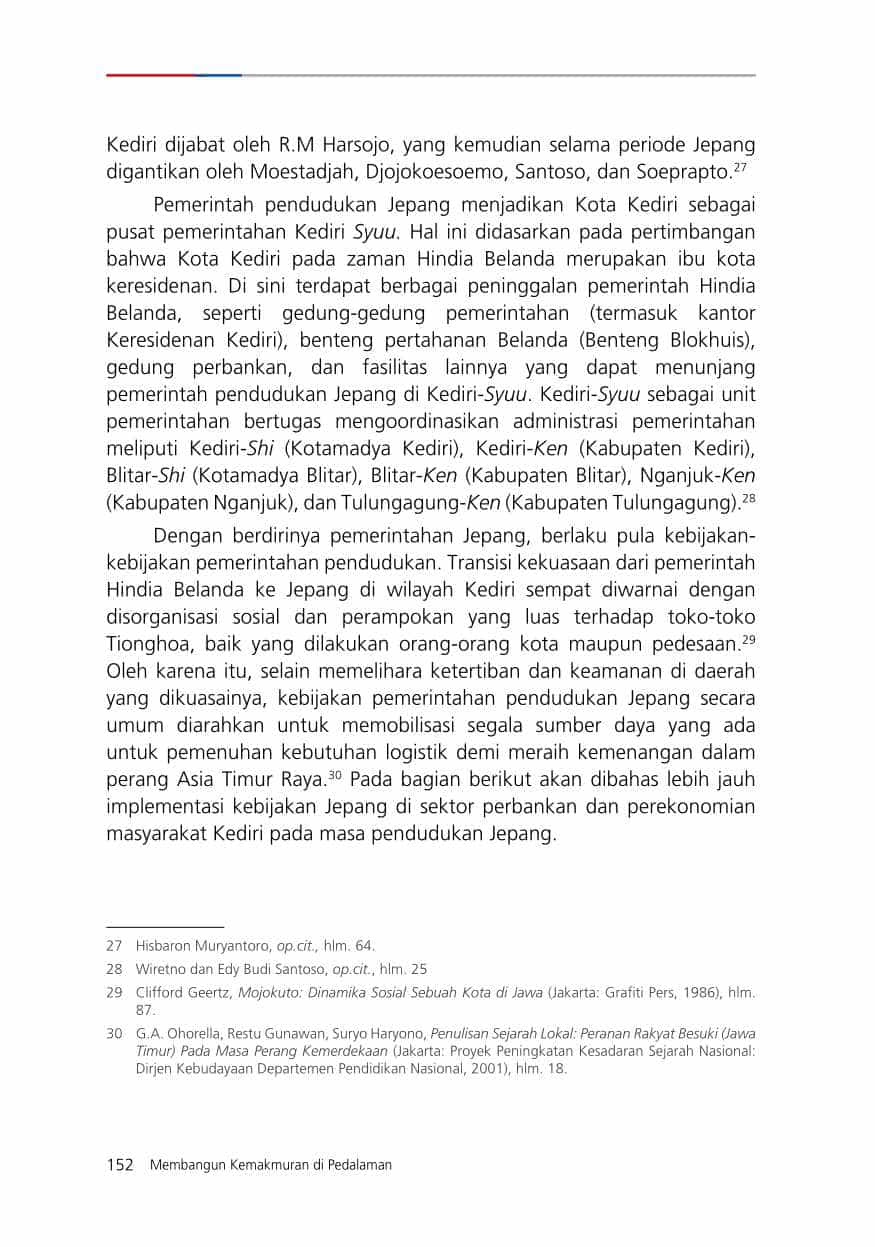 Kediri dijabat oleh R.M Harsojo, yang kemudian selama periode Jepang
digantikan oleh Moestadjah, Djojokoesoemo, Santoso, dan Soeprapto.27
Pemerintah pendudukan Jepang menjadikan Kota Kediri sebagai
pusat pemerintahan Kediri Syuu. Hal ini didasarkan pada pertimbangan
bahwa Kota Kediri pada zaman Hindia Belanda merupakan ibu kota
keresidenan. Di sini terdapat berbagai peninggalan pemerintah Hindia
Belanda, seperti gedung-gedung pemerintahan (termasuk kantor
Keresidenan Kediri), benteng pertahanan Belanda (Benteng Blokhuis),
gedung perbankan, dan fasilitas lainnya yang dapat menunjang
pemerintah pendudukan Jepang di Kediri-Syuu. Kediri-Syuu sebagai unit
pemerintahan bertugas mengoordinasikan administrasi pemerintahan
meliputi Kediri-Shi (Kotamadya Kediri), Kediri-Ken (Kabupaten Kediri),
Blitar-Shi (Kotamadya Blitar), Blitar-Ken (Kabupaten Blitar), Nganjuk-Ken
(Kabupaten Nganjuk), dan Tulungagung-Ken (Kabupaten Tulungagung).28
Dengan berdirinya pemerintahan Jepang, berlaku pula kebijakan-
kebijakan pemerintahan pendudukan. Transisi kekuasaan dari pemerintah
Hindia Belanda ke Jepang di wilayah Kediri sempat diwarnai dengan
disorganisasi sosial dan perampokan yang luas terhadap toko-toko
Tionghoa, baik yang dilakukan orang-orang kota maupun pedesaan.29
Oleh karena itu, selain memelihara ketertiban dan keamanan di daerah
yang dikuasainya, kebijakan pemerintahan pendudukan Jepang secara
umum diarahkan untuk memobilisasi segala sumber daya yang ada
untuk pemenuhan kebutuhan logistik demi meraih kemenangan dalam
perang Asia Timur Raya.30 Pada bagian berikut akan dibahas lebih jauh
implementasi kebijakan Jepang di sektor perbankan dan perekonomian
masyarakat Kediri pada masa pendudukan Jepang.
27 Hisbaron Muryantoro, op.cit., hlm. 64.
28 Wiretno dan Edy Budi Santoso, op.cit., hlm. 25
29 Clifford Geertz, Mojokuto: Dinamika Sosial Sebuah Kota di Jawa (Jakarta: Grafiti Pers, 1986), hlm.
87.
30 G.A. Ohorella, Restu Gunawan, Suryo Haryono, Penulisan Sejarah Lokal: Peranan Rakyat Besuki (Jawa
Timur) Pada Masa Perang Kemerdekaan (Jakarta: Proyek Peningkatan Kesadaran Sejarah Nasional:
Dirjen Kebudayaan Departemen Pendidikan Nasional, 2001), hlm. 18.
152 Membangun Kemakmuran di Pedalaman